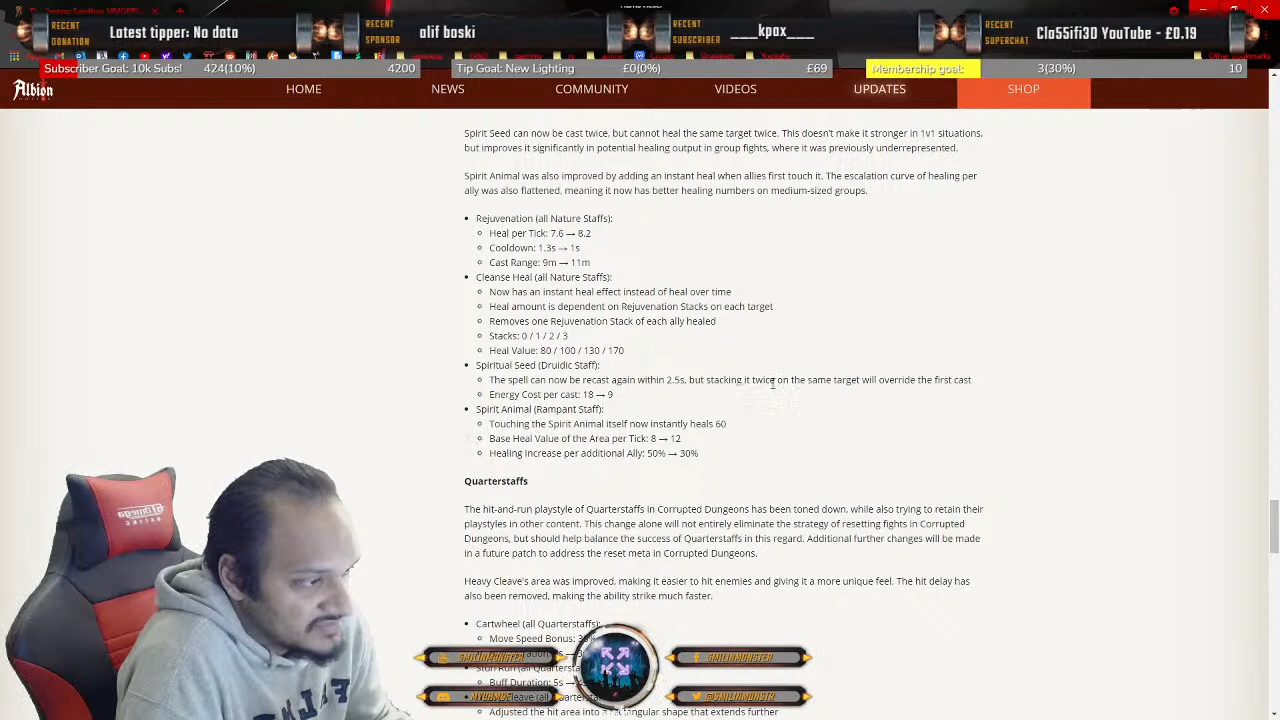 RECENT DONATION
Latest tipper: No data
RECENT SPONSOR
olif boski
RECENT SUBSCRIBER
___kpax___
RECENT SUPERCHAT
Cla55ifi3D YouTube - £0.19
Other bookmarks
Subscriber Goal: 10k Subs! 424(10%) 4200
Tip Goal: New Lighting £0(0%) £69
Membership goal: 3(30%) 10
Albion
HOME NEWS COMMUNITY VIDEOS UPDATES SHOP
Spirit Seed can now be cast twice, but cannot heal the same target twice. This doesn't make it stronger in 1v1 situations,
but improves it significantly in potential healing output in group fights, where it was previously underrepresented.
Spirit Animal was also improved by adding an instant heal when allies first touch it. The escalation curve of healing per
ally was also flattened, meaning it now has better healing numbers on medium-sized groups.
• Rejuvenation (all Nature Staffs):
Heal per Tick: 7.6 → 8.2
Cooldown: 1.3s → 1s
Cast Range: 9m → 11m
• Cleanse Heal (all Nature Staffs):
Now has an instant heal effect instead of heal over time
Heal amount is dependent on Rejuvenation Stacks on each target
Removes one Rejuvenation Stack of each ally healed
Stacks: 0 / 1 / 2 / 3
Heal Value: 80 / 100 / 130 / 170
• Spiritual Seed (Druidic Staff):
The spell can now be recast again within 2.5s, but stacking it twice on the same target will override the first cast
Energy Cost per cast: 18 → 9
• Spirit Animal (Rampant Staff):
Touching the Spirit Animal itself now instantly heals 60
Base Heal Value of the Area per Tick: 8 → 12
Healing Increase per additional Ally: 50% → 30%
Quarterstaffs
The hit-and-run playstyle of Quarterstaffs in Corrupted Dungeons has been toned down, while also trying to retain their
playstyles in other content. This change alone will not entirely eliminate the strategy of resetting fights in Corrupted
Dungeons, but should help balance the success of Quarterstaffs in this regard. Additional further changes will be made
in a future patch to address the reset meta in Corrupted Dungeons.
Heavy Cleave's area was improved, making it easier to hit enemies and giving it a more unique feel. The hit delay has
also been removed, making the ability strike much faster.
• Cartwheel (all Quarterstaffs):
Move Speed Bonus:
SMILINMONSTER
SMILINMONSTER
Stun Run (all Quarterstaf
Buff Duration: 5s →
@SMILINMONSTR
Adjusted the hit area into a rectangular shape that extends further